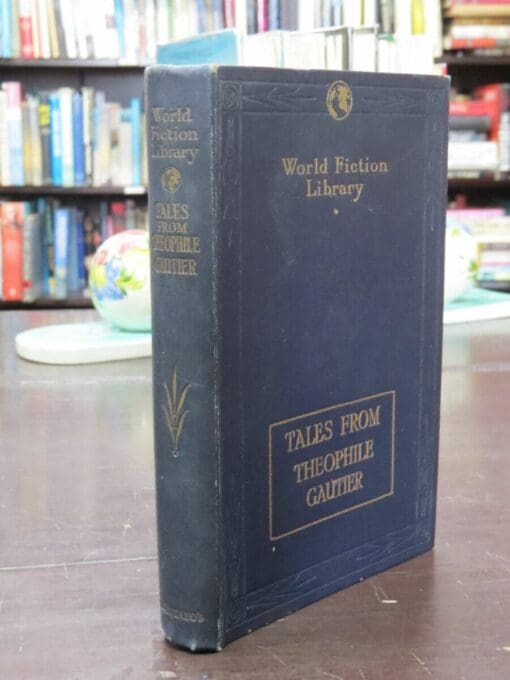 World
Fiction
Library
TALES
FROM
THEOPHILE
GAUTIER
World Fiction
Library
TALES FROM
THEOPHILE
GAUTIER